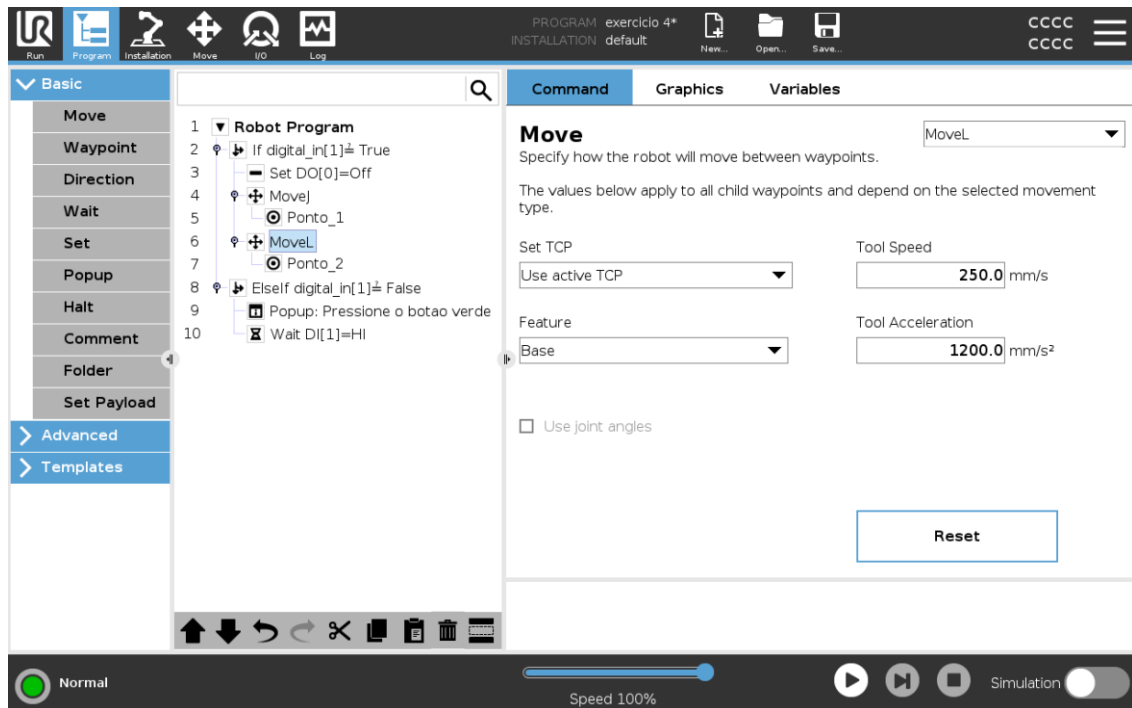 UR
PROGRAM exercicio 4*
INSTALLATION default
CCCC
CCCC
Run Program Installation Move I/O Log New... Open... Save...
Basic
Move
Waypoint
Direction
Wait
Set
Popup
Halt
Comment
Folder
Set Payload
Advanced
Templates
1 Robot Program
2 If digital_in[1]≟ True
3 Set DO[0]=Off
4 MoveJ
5 Ponto_1
6 MoveL
7 Ponto_2
8 ElseIf digital_in[1]≟ False
9 Popup: Pressione o botao verde
10 Wait DI[1]=HI
Command Graphics Variables
Move MoveL
Specify how the robot will move between waypoints.
The values below apply to all child waypoints and depend on the selected movement
type.
Set TCP Tool Speed
Use active TCP 250.0 mm/s
Feature Tool Acceleration
Base 1200.0 mm/s²
Use joint angles
Reset
Normal
Speed 100%
Simulation